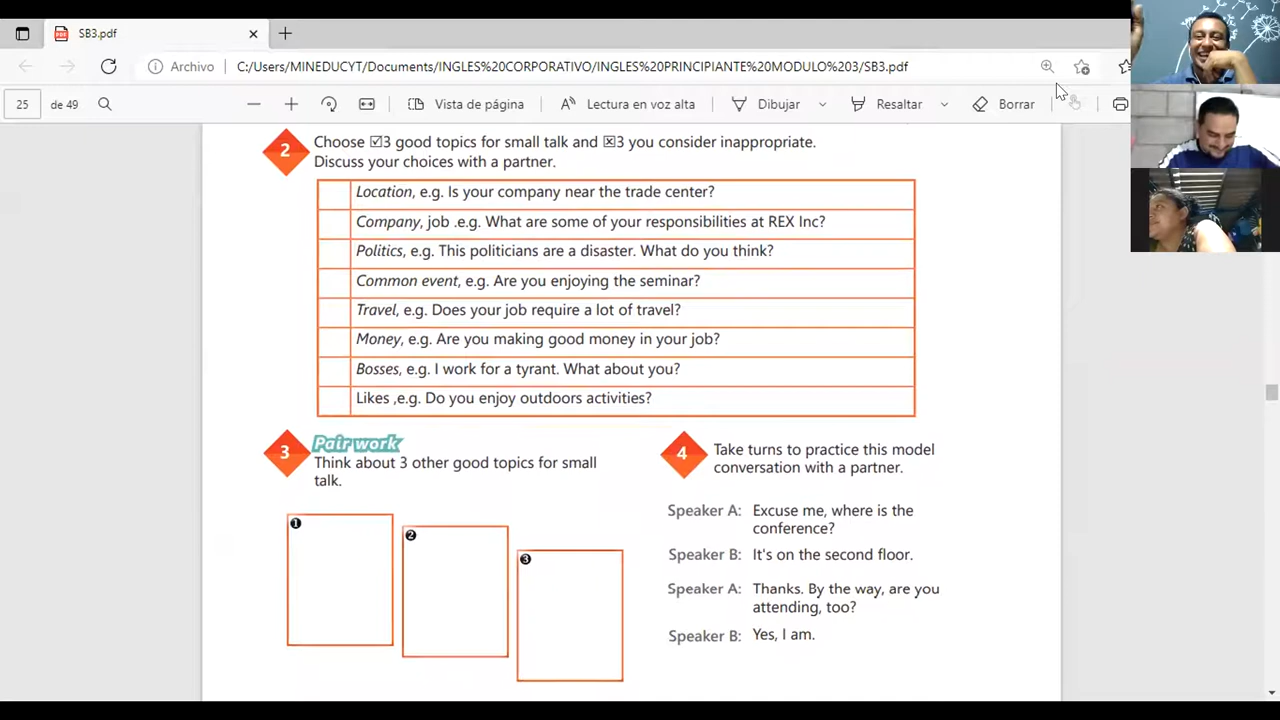 SB3.pdf
Archivo
C:/Users/MINEDUCYT/Documents/INGLES%20CORPORATIVO/INGLES%20PRINCIPIANTE%20MODULO%203/SB3.pdf
25 de 49
Vista de página
Lectura en voz alta
Dibujar
Resaltar
Borrar
2
Choose ☑3 good topics for small talk and ☒3 you consider inappropriate.
Discuss your choices with a partner.
Location, e.g. Is your company near the trade center?
Company, job .e.g. What are some of your responsibilities at REX Inc?
Politics, e.g. This politicians are a disaster. What do you think?
Common event, e.g. Are you enjoying the seminar?
Travel, e.g. Does your job require a lot of travel?
Money, e.g. Are you making good money in your job?
Bosses, e.g. I work for a tyrant. What about you?
Likes ,e.g. Do you enjoy outdoors activities?
3
Pair work
Think about 3 other good topics for small
talk.
❶
❷
❸
4
Take turns to practice this model
conversation with a partner.
Speaker A: Excuse me, where is the
conference?
Speaker B: It's on the second floor.
Speaker A: Thanks. By the way, are you
attending, too?
Speaker B: Yes, I am.